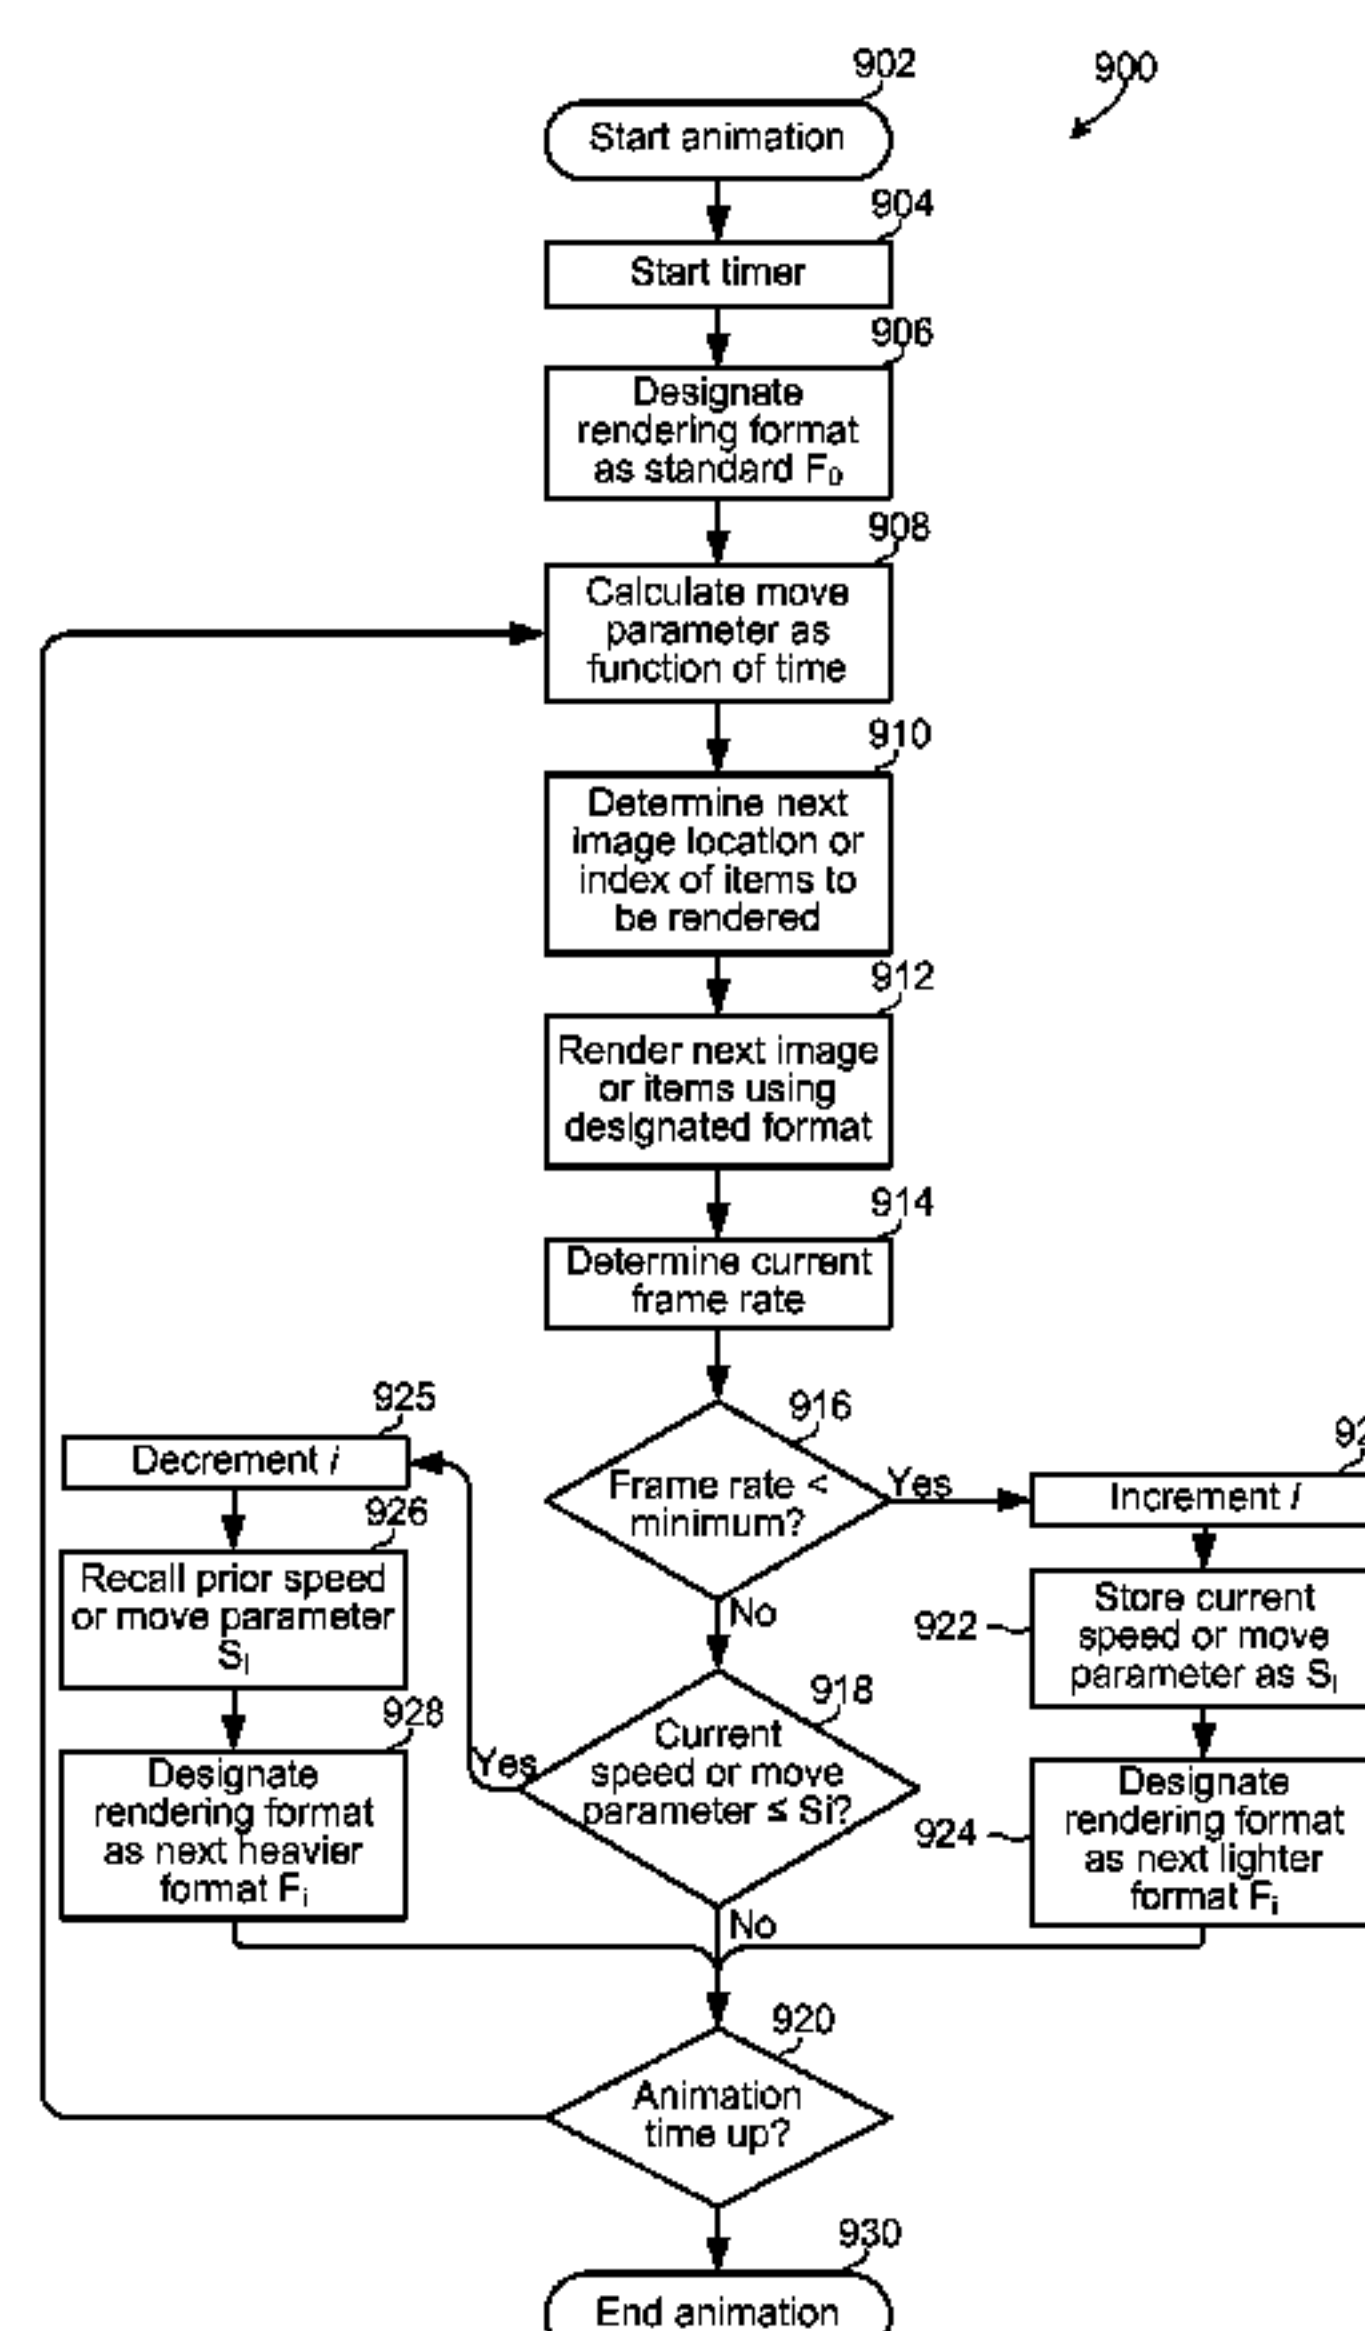 902
900
Start animation
904
Start timer
906
Designate
rendering format
as standard F₀
908
Calculate move
parameter as
function of time
910
Determine next
image location or
index of items to
be rendered
912
Render next image
or items using
designated format
914
Determine current
frame rate
916
Frame rate <
minimum?
Yes
No
925
Decrement i
926
Recall prior speed
or move parameter
Sᵢ
928
Designate
rendering format
as next heavier
format Fᵢ
Increment i
922
Store current
speed or move
parameter as Sᵢ
924
Designate
rendering format
as next lighter
format Fᵢ
918
Current
speed or move
parameter ≤ Si?
Yes
No
920
Animation
time up?
930
End animation